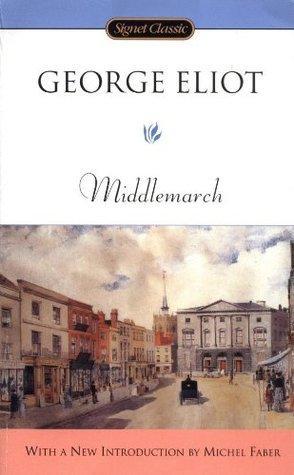 Signet Classic
GEORGE ELIOT
Middlemarch
WITH A NEW INTRODUCTION BY MICHEL FABER